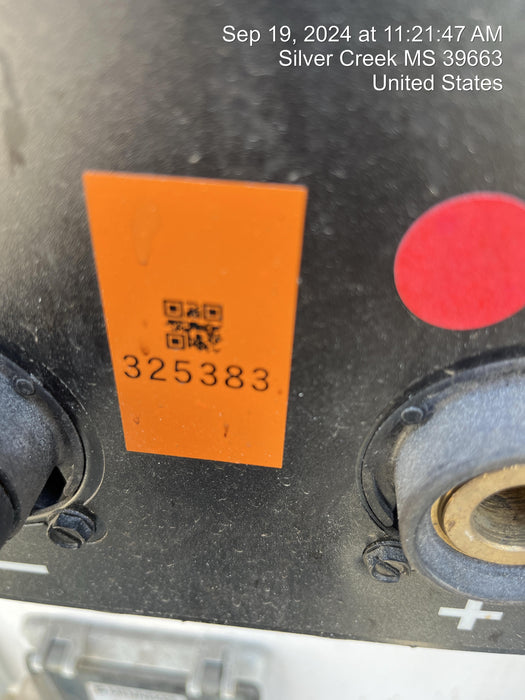 Sep 19, 2024 at 11:21:47 AM
Silver Creek MS 39663
United States
325383
−
+